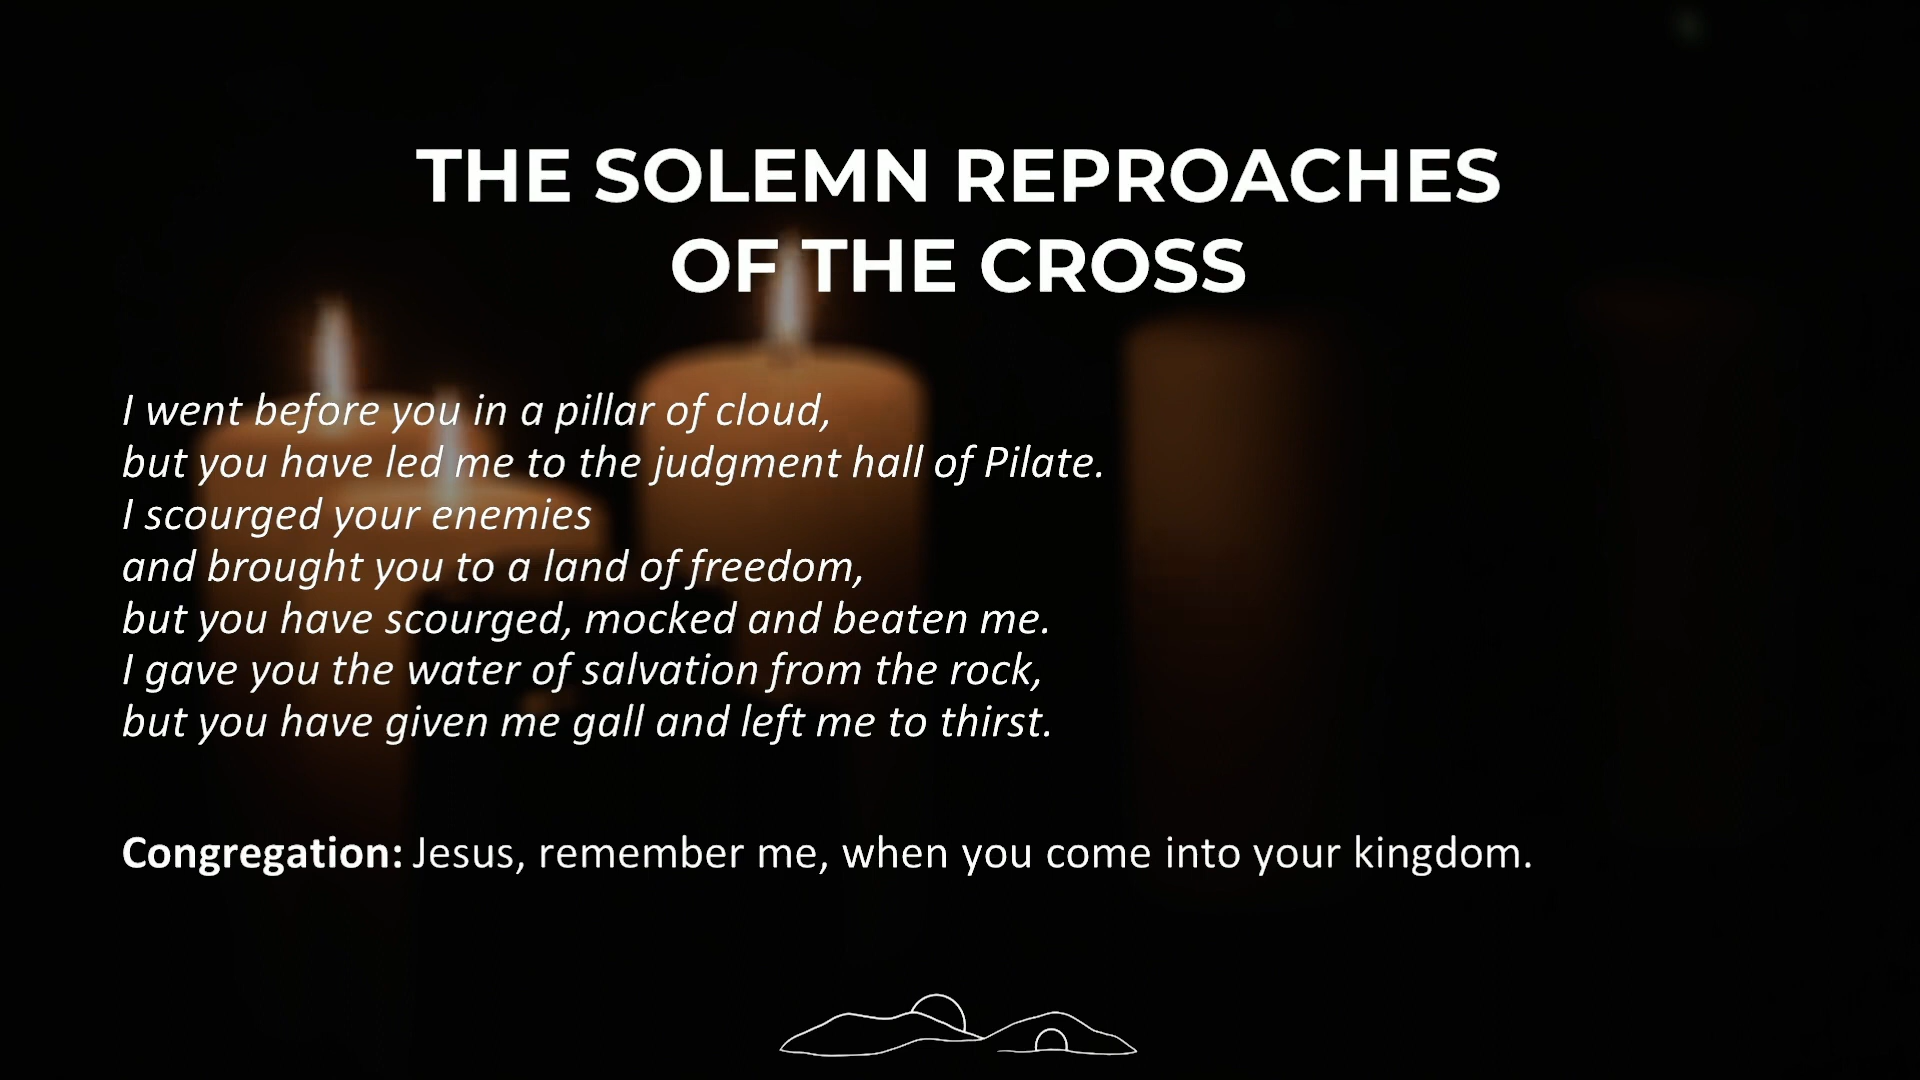 THE SOLEMN REPROACHES
OF THE CROSS
I went before you in a pillar of cloud,
but you have led me to the judgment hall of Pilate.
I scourged your enemies
and brought you to a land of freedom,
but you have scourged, mocked and beaten me.
I gave you the water of salvation from the rock,
but you have given me gall and left me to thirst.
Congregation: Jesus, remember me, when you come into your kingdom.